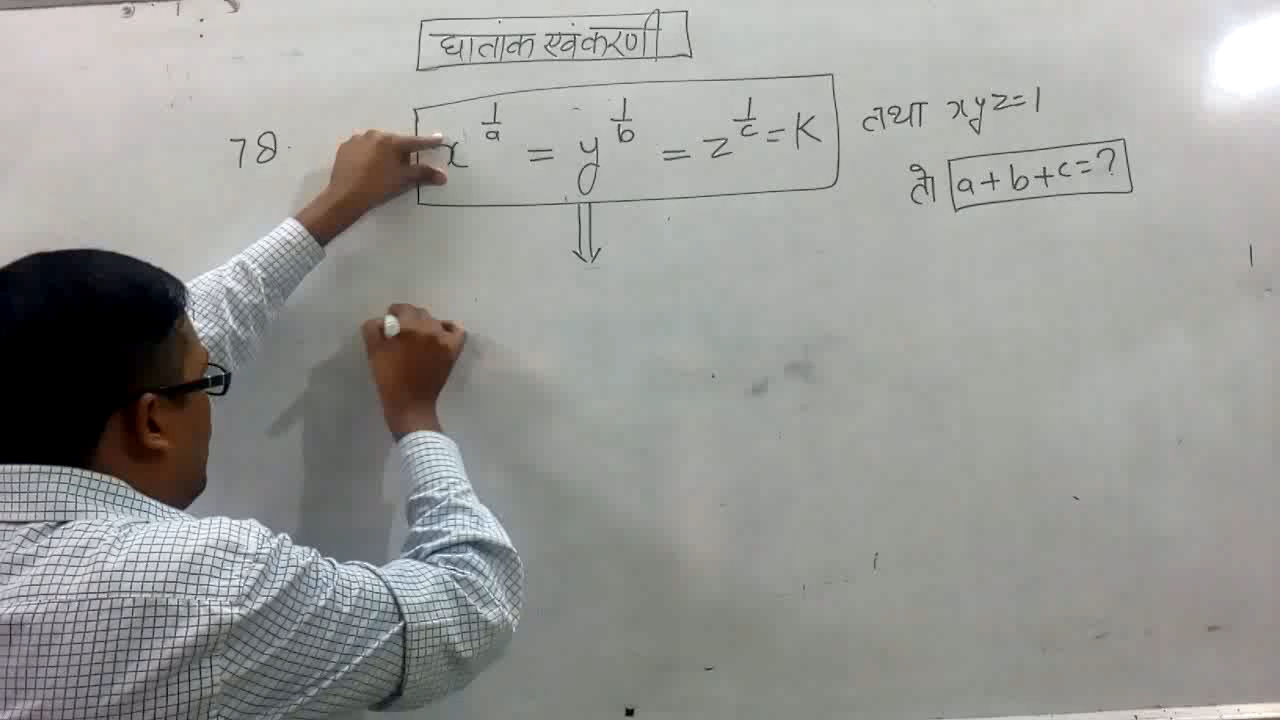 घातांक एवं करणी
78. x^{1/a} = y^{1/b} = z^{1/c} = K तथा xyz=1
तो a+b+c=?